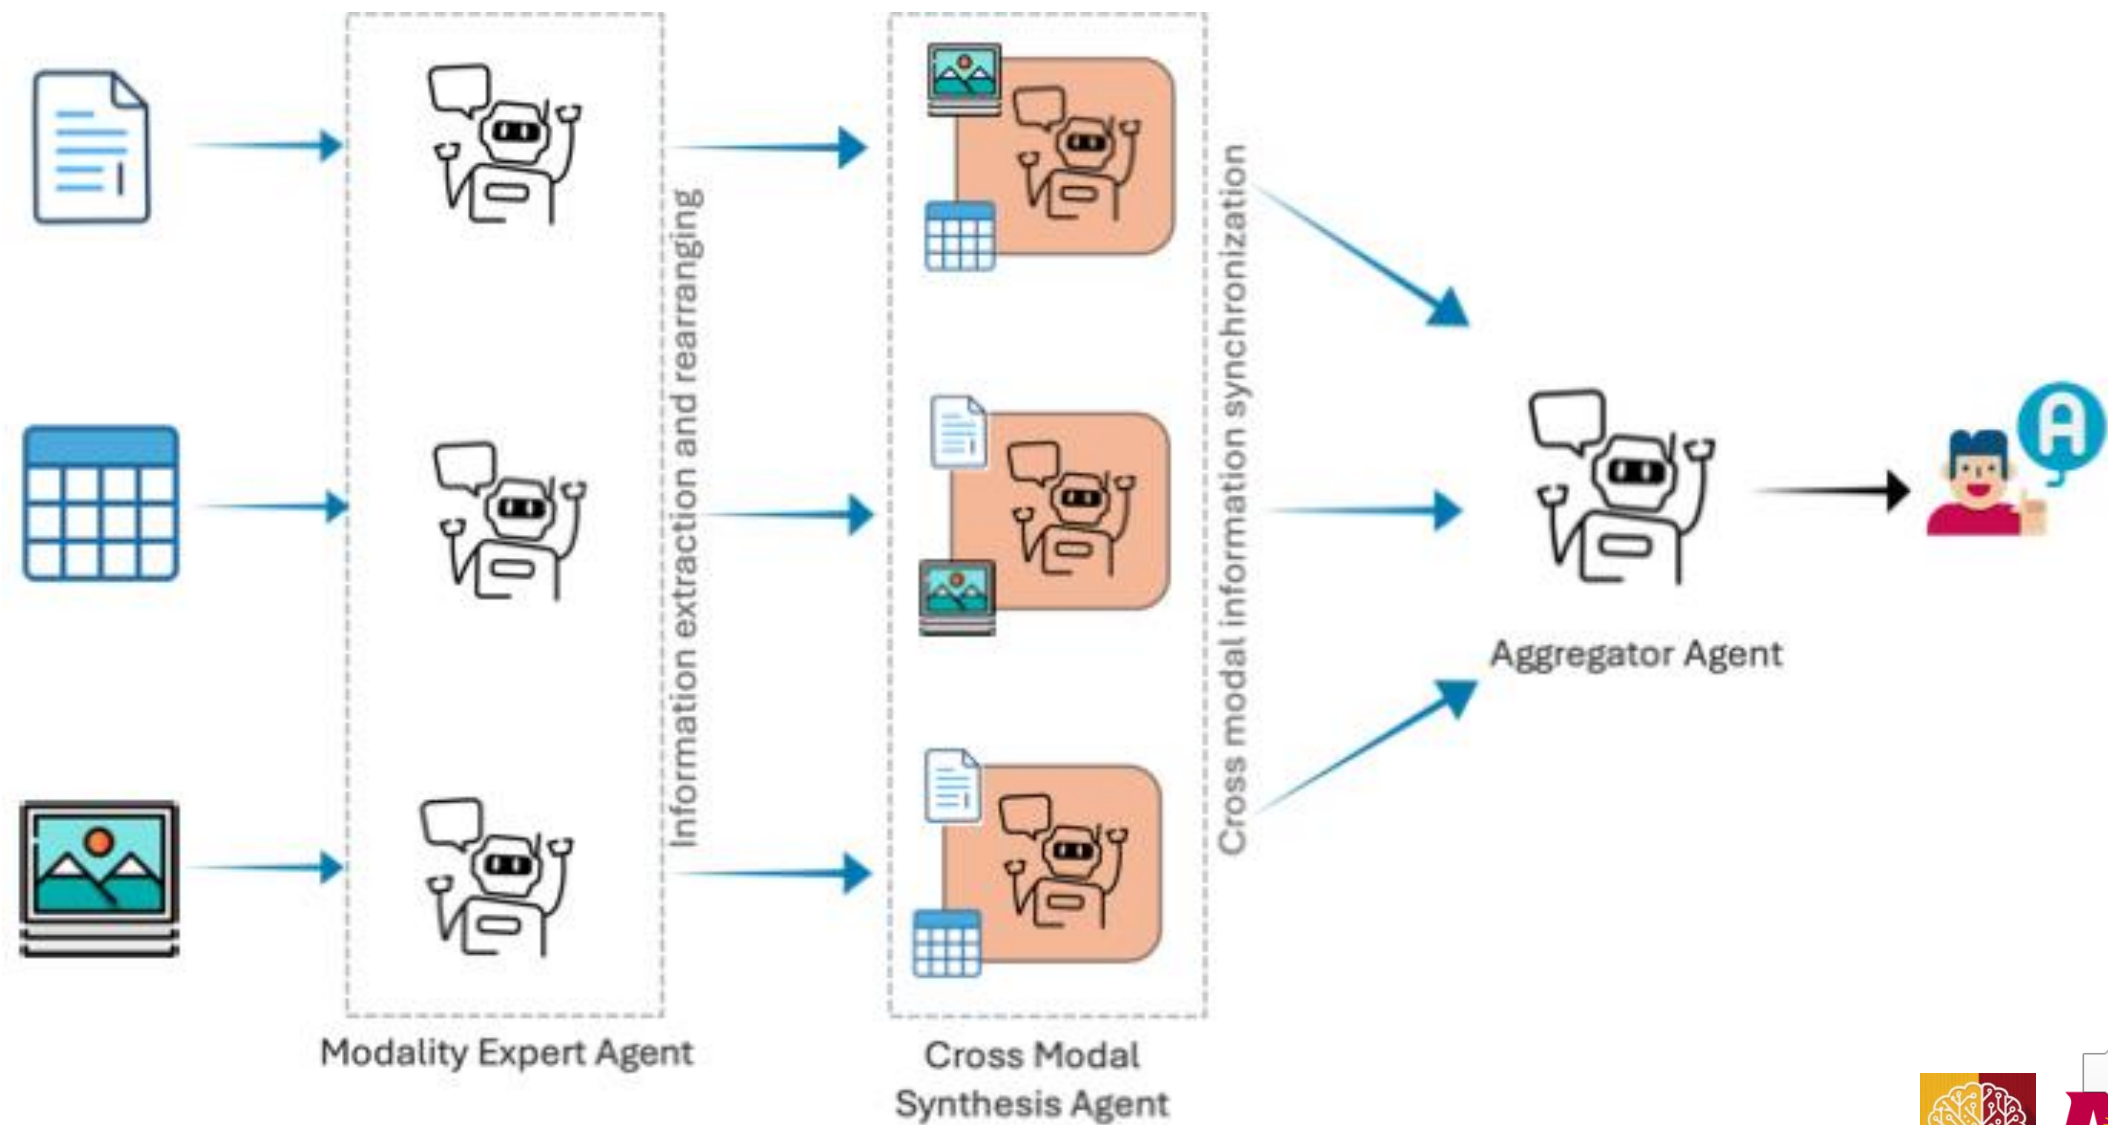 Information extraction and rearranging
Cross modal information synchronization
A
Aggregator Agent
Modality Expert Agent
Cross Modal
Synthesis Agent